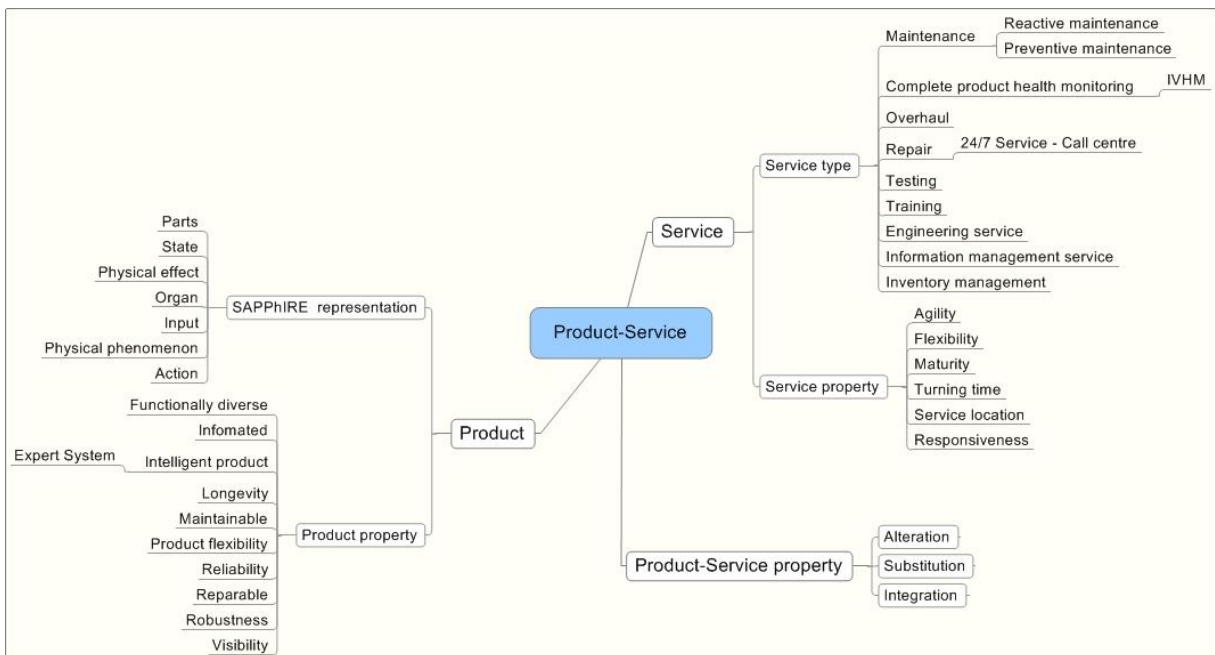 Product-Service
Service
Service type
Maintenance
Reactive maintenance
Preventive maintenance
Complete product health monitoring
IVHM
Overhaul
Repair
24/7 Service - Call centre
Testing
Training
Engineering service
Information management service
Inventory management
Service property
Agility
Flexibility
Maturity
Turning time
Service location
Responsiveness
Product-Service property
Alteration
Substitution
Integration
Product
SAPPhIRE representation
Parts
State
Physical effect
Organ
Input
Physical phenomenon
Action
Product property
Functionally diverse
Infomated
Intelligent product
Expert System
Longevity
Maintainable
Product flexibility
Reliability
Reparable
Robustness
Visibility